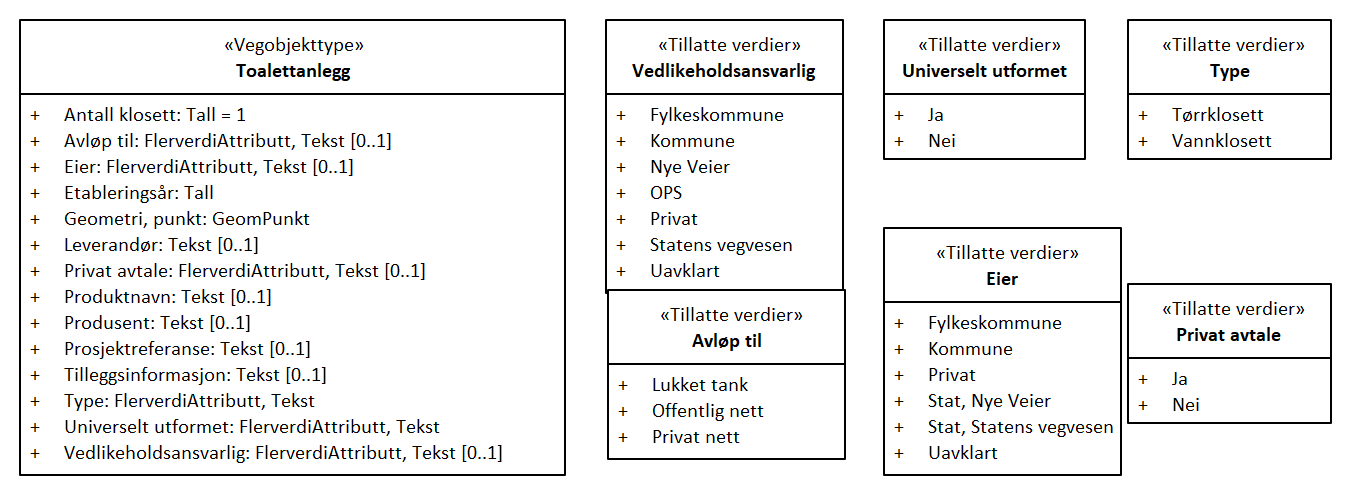 «Vegobjekttype»
Toalettanlegg
+ Antall klosett: Tall = 1
+ Avløp til: FlerverdiAttributt, Tekst [0..1]
+ Eier: FlerverdiAttributt, Tekst [0..1]
+ Etableringsår: Tall
+ Geometri, punkt: GeomPunkt
+ Leverandør: Tekst [0..1]
+ Privat avtale: FlerverdiAttributt, Tekst [0..1]
+ Produktnavn: Tekst [0..1]
+ Produsent: Tekst [0..1]
+ Prosjektreferanse: Tekst [0..1]
+ Tilleggsinformasjon: Tekst [0..1]
+ Type: FlerverdiAttributt, Tekst
+ Universelt utformet: FlerverdiAttributt, Tekst
+ Vedlikeholdsansvarlig: FlerverdiAttributt, Tekst [0..1]
«Tillatte verdier»
Vedlikeholdsansvarlig
+ Fylkeskommune
+ Kommune
+ Nye Veier
+ OPS
+ Privat
+ Statens vegvesen
+ Uavklart
«Tillatte verdier»
Avløp til
+ Lukket tank
+ Offentlig nett
+ Privat nett
«Tillatte verdier»
Universelt utformet
+ Ja
+ Nei
«Tillatte verdier»
Eier
+ Fylkeskommune
+ Kommune
+ Privat
+ Stat, Nye Veier
+ Stat, Statens vegvesen
+ Uavklart
«Tillatte verdier»
Type
+ Tørrklosett
+ Vannklosett
«Tillatte verdier»
Privat avtale
+ Ja
+ Nei